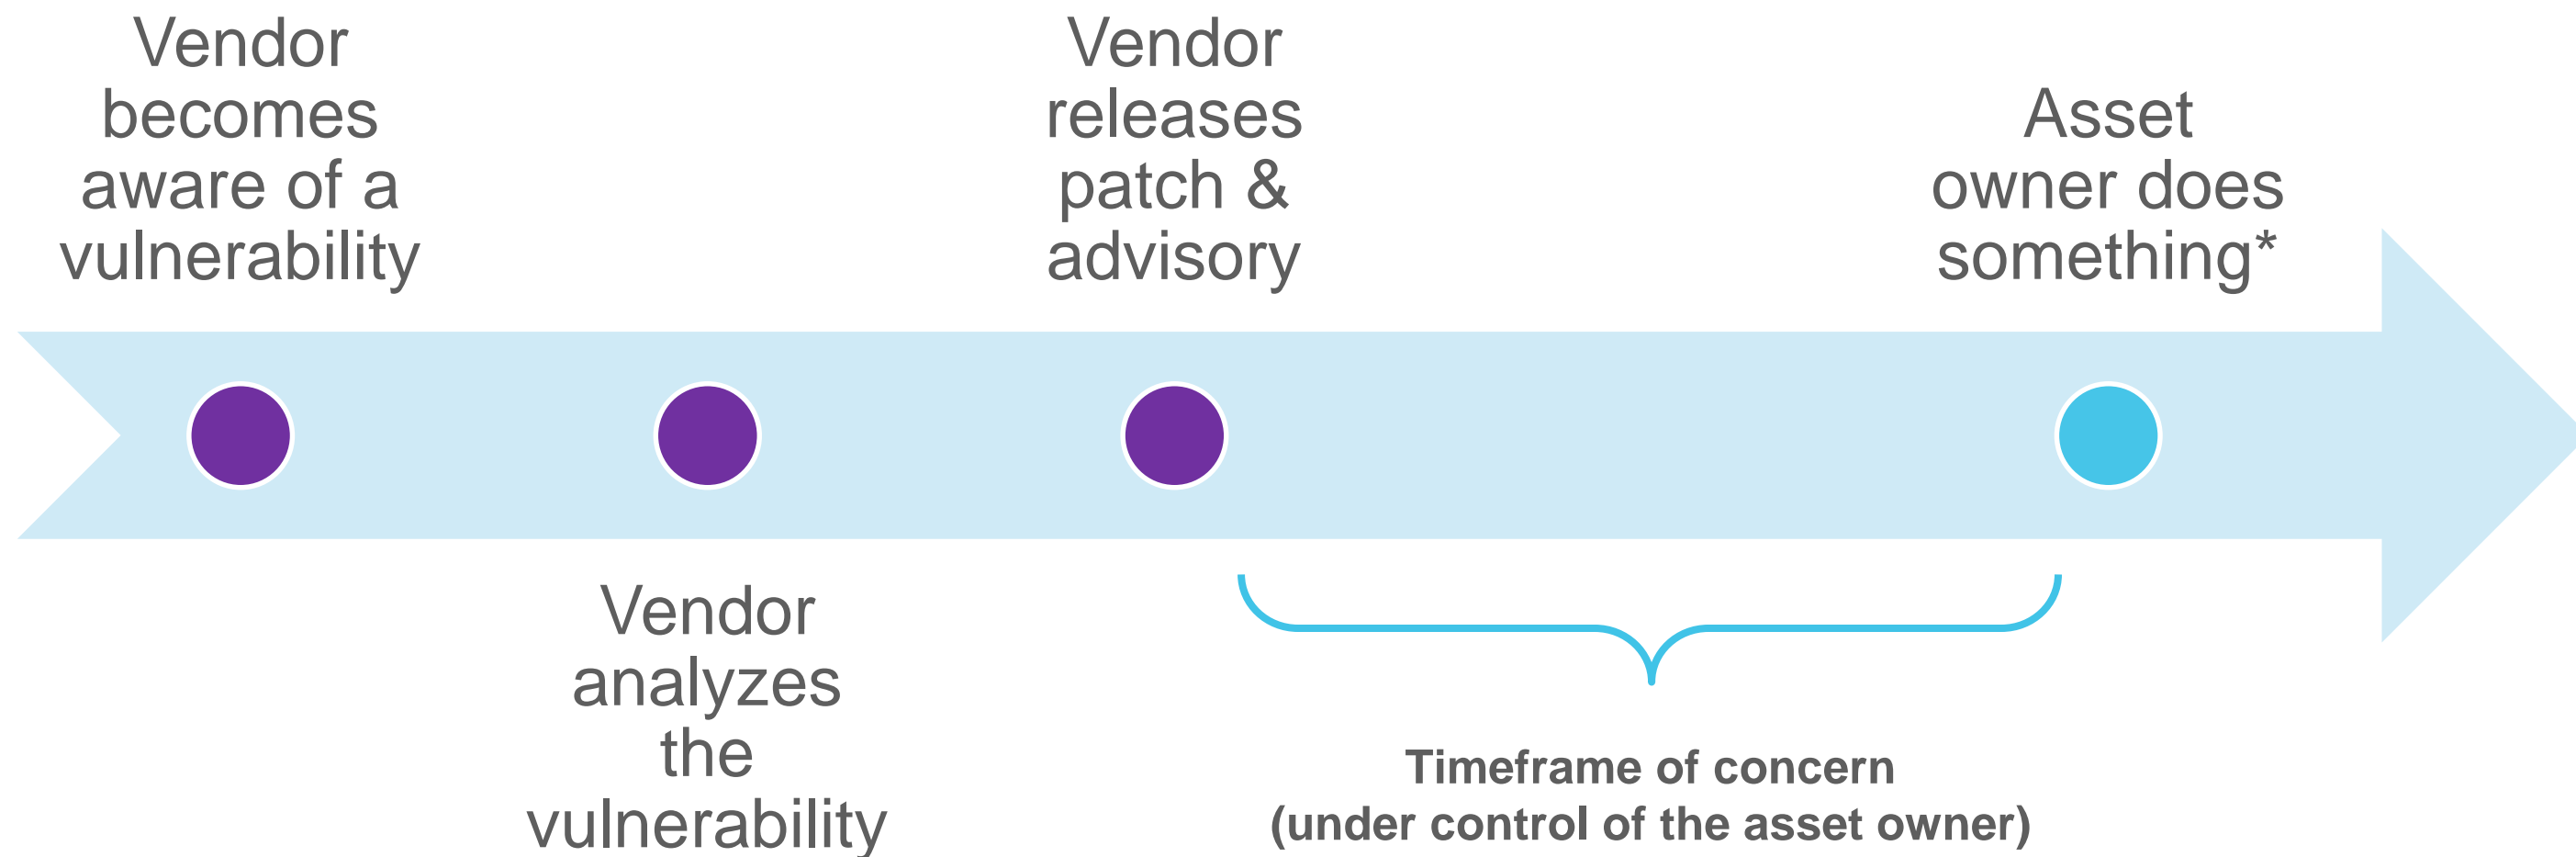 Vendor
becomes
aware of a
vulnerability
Vendor
analyzes
the
vulnerability
Vendor
releases
patch &
advisory
Asset
owner does
something*
Timeframe of concern
(under control of the asset owner)